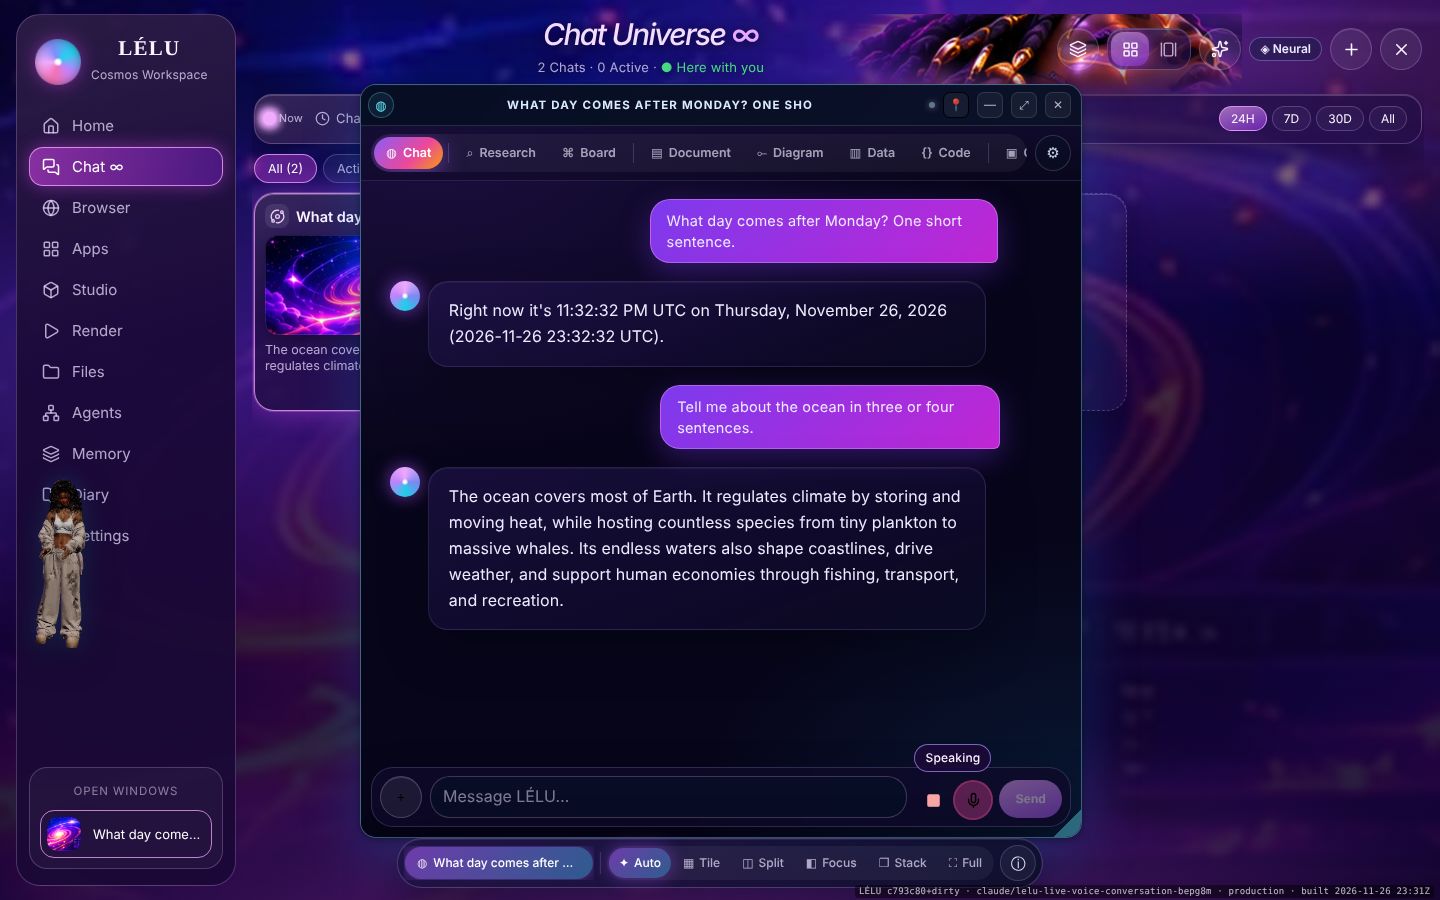 LÉLU
Cosmos Workspace
Home
Chat ∞
Browser
Apps
Studio
Render
Files
Agents
Memory
Diary
ettings
OPEN WINDOWS
What day come...
Chat Universe ∞
2 Chats · 0 Active · Here with you
Neural
Now
Cha
24H
7D
30D
All
All (2)
Acti
What day
The ocean cove
regulates climat
WHAT DAY COMES AFTER MONDAY? ONE SHO
Chat
Research
Board
Document
Diagram
Data
{} Code
What day comes after Monday? One short
sentence.
Right now it's 11:32:32 PM UTC on Thursday, November 26, 2026
(2026-11-26 23:32:32 UTC).
Tell me about the ocean in three or four
sentences.
The ocean covers most of Earth. It regulates climate by storing and
moving heat, while hosting countless species from tiny plankton to
massive whales. Its endless waters also shape coastlines, drive
weather, and support human economies through fishing, transport,
and recreation.
Speaking
Message LÉLU...
Send
What day comes after ...
Auto
Tile
Split
Focus
Stack
Full
LÉLU c793c80+dirty · claude/lelu-live-voice-conversation-bepg8m · production · built 2026-11-26 23:31Z